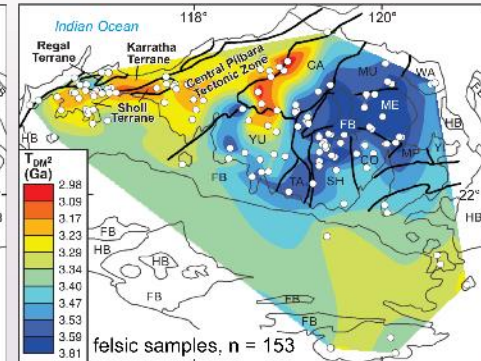 118°
120°
Indian Ocean
Regal
Terrane
Karratha
Terrane
Central Pilbara
Tectonic Zone
CA
MU
WA
ME
HB
Sholl
Terrane
FB
HB
YU
CO
MP
Y
FB
TA
SH
22°
HB
T DM²
(Ga)
2.98
3.09
3.17
3.23
3.28
3.34
3.40
3.47
3.53
3.59
3.81
FB
HB
HB
FB
FB
FB
felsic samples, n = 153